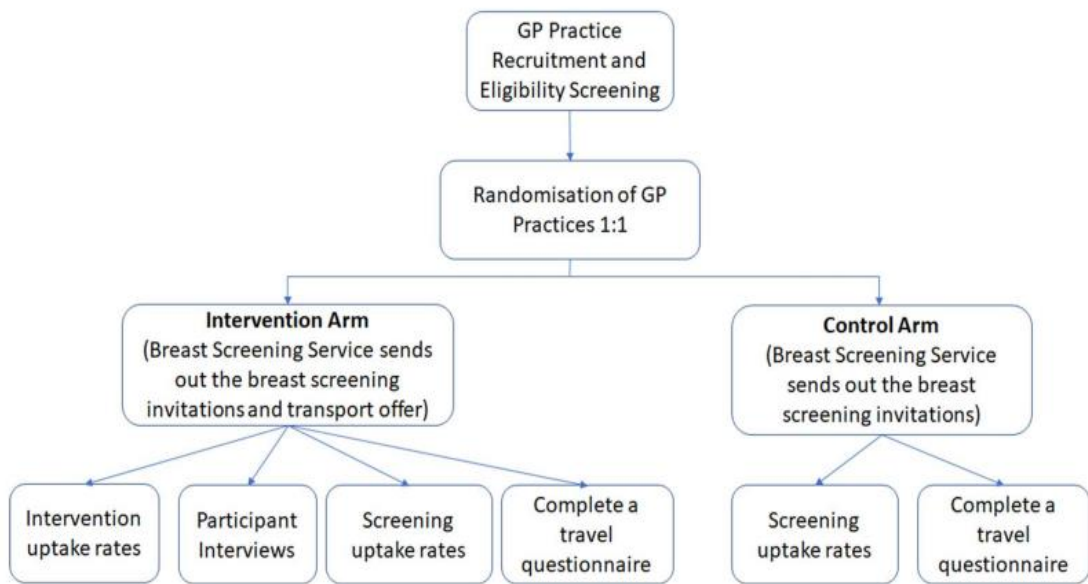 GP Practice
Recruitment and
Eligibility Screening
Randomisation of GP
Practices 1:1
Intervention Arm
(Breast Screening Service sends
out the breast screening
invitations and transport offer)
Control Arm
(Breast Screening Service
sends out the breast
screening invitations)
Intervention
uptake rates
Participant
Interviews
Screening
uptake rates
Complete a
travel
questionnaire
Screening
uptake rates
Complete a
travel
questionnaire